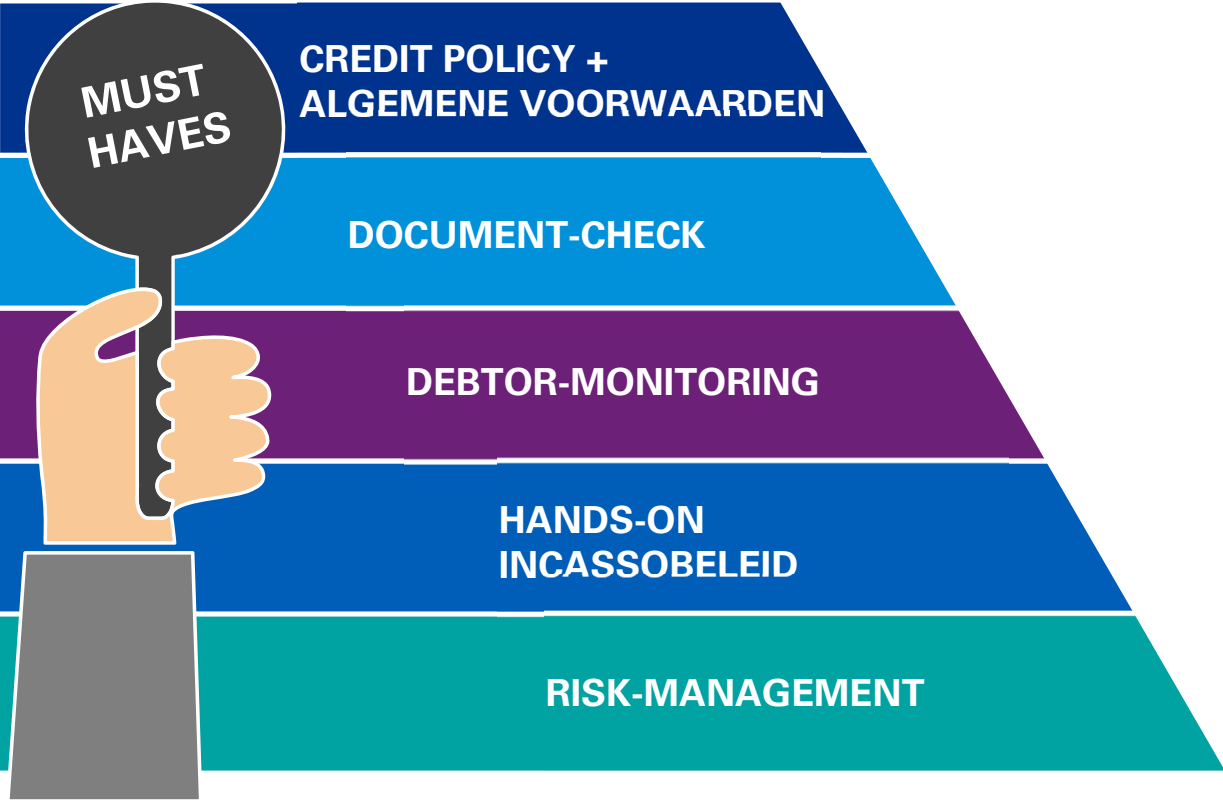 MUST
HAVES
CREDIT POLICY +
ALGEMENE VOORWAARDEN
DOCUMENT-CHECK
DEBTOR-MONITORING
HANDS-ON
INCASSOBELEID
RISK-MANAGEMENT